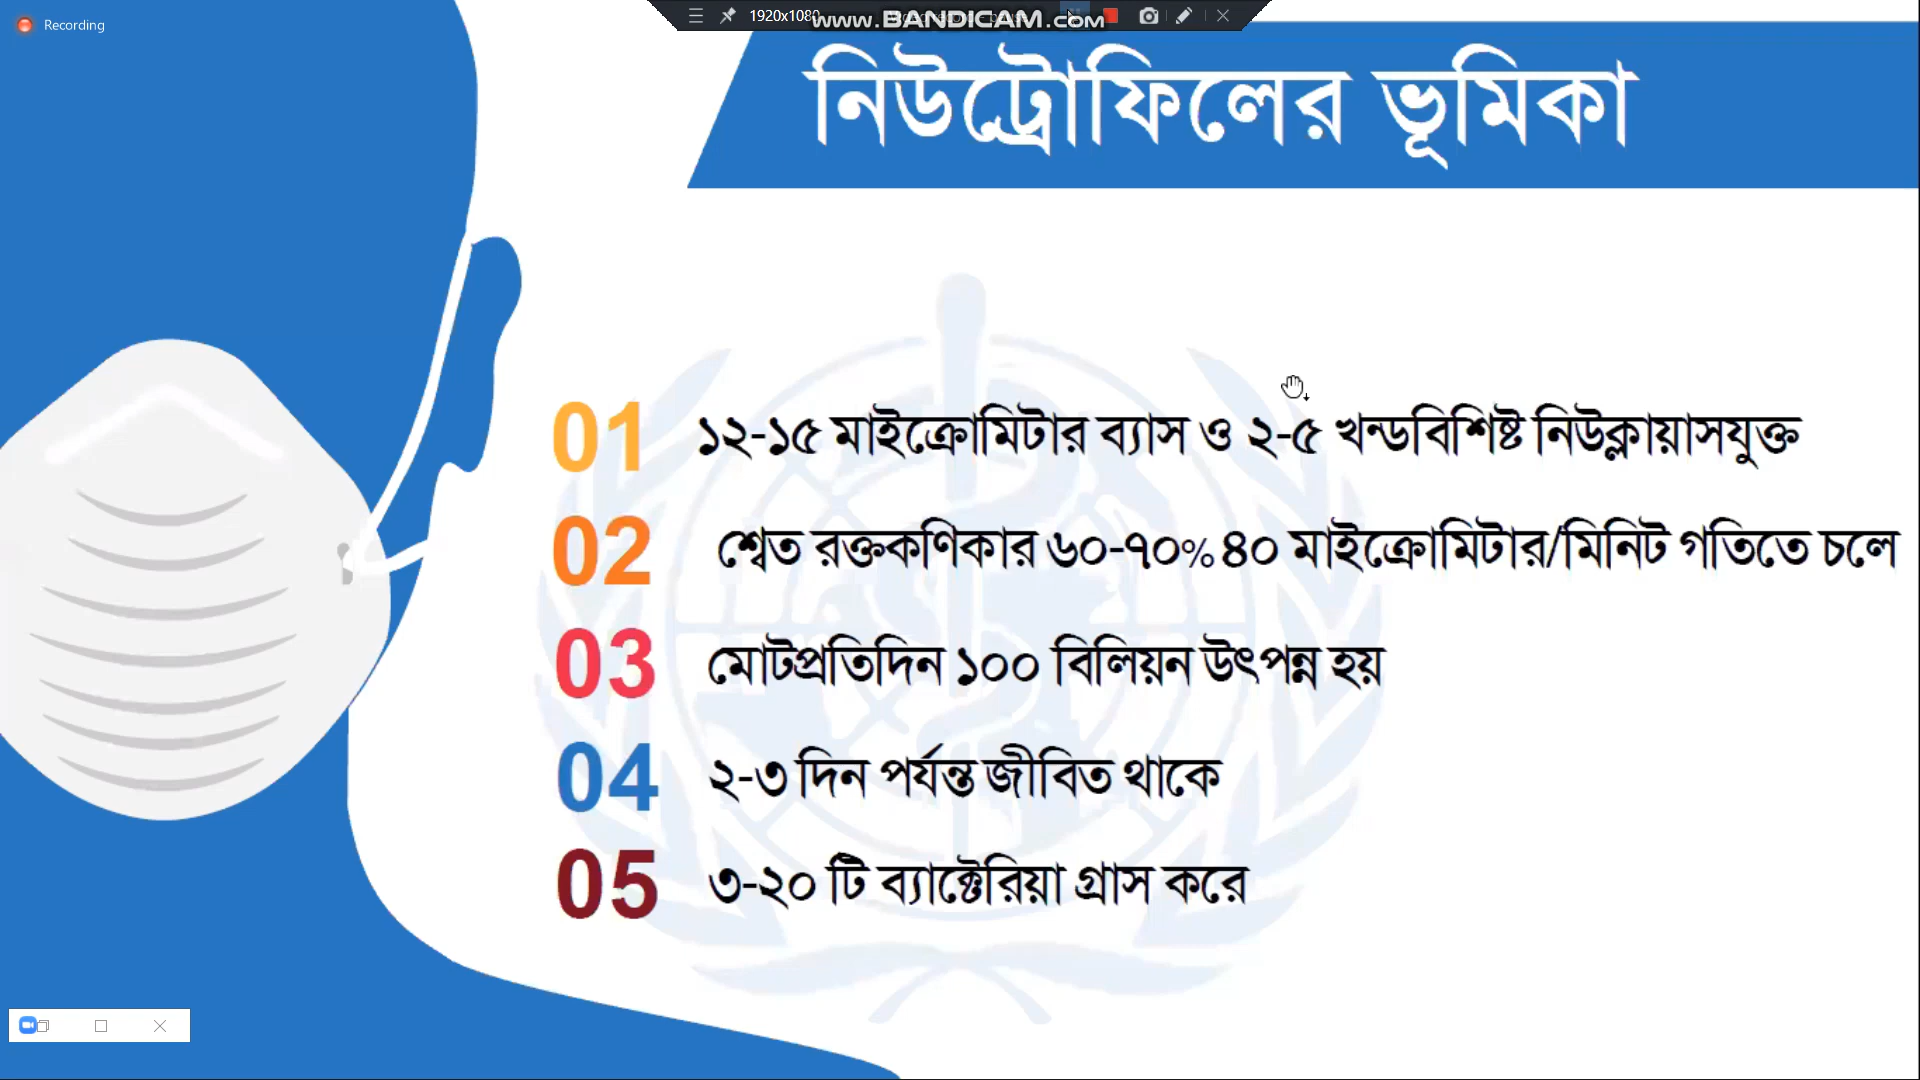 Recording
1920x1080
www.BANDICAM.com
নিউট্রোফিলের ভূমিকা
01 ১২-১৫ মাইক্রোমিটার ব্যাস ও ২-৫ খন্ডবিশিষ্ট নিউক্লায়াসযুক্ত
02 শ্বেত রক্তকণিকার ৬০-৭০% ৪০ মাইক্রোমিটার/মিনিট গতিতে চলে
03 মোটপ্রতিদিন ১০০ বিলিয়ন উৎপন্ন হয়
04 ২-৩ দিন পর্যন্ত জীবিত থাকে
05 ৩-২০ টি ব্যাক্টেরিয়া গ্রাস করে